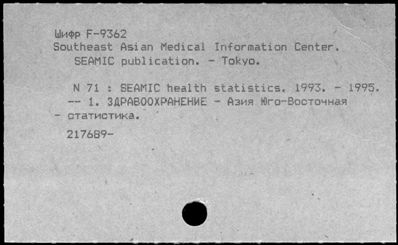 Шифр F-9362
Southeast Asian Medical Information Center.
SEAMIC publication. - Tokyo.
N 71 : SEAMIC health statistics. 1993. - 1995.
-- 1. ЗДРАВООХРАНЕНИЕ - Азия Юго-Восточная
- статистика.
217689-